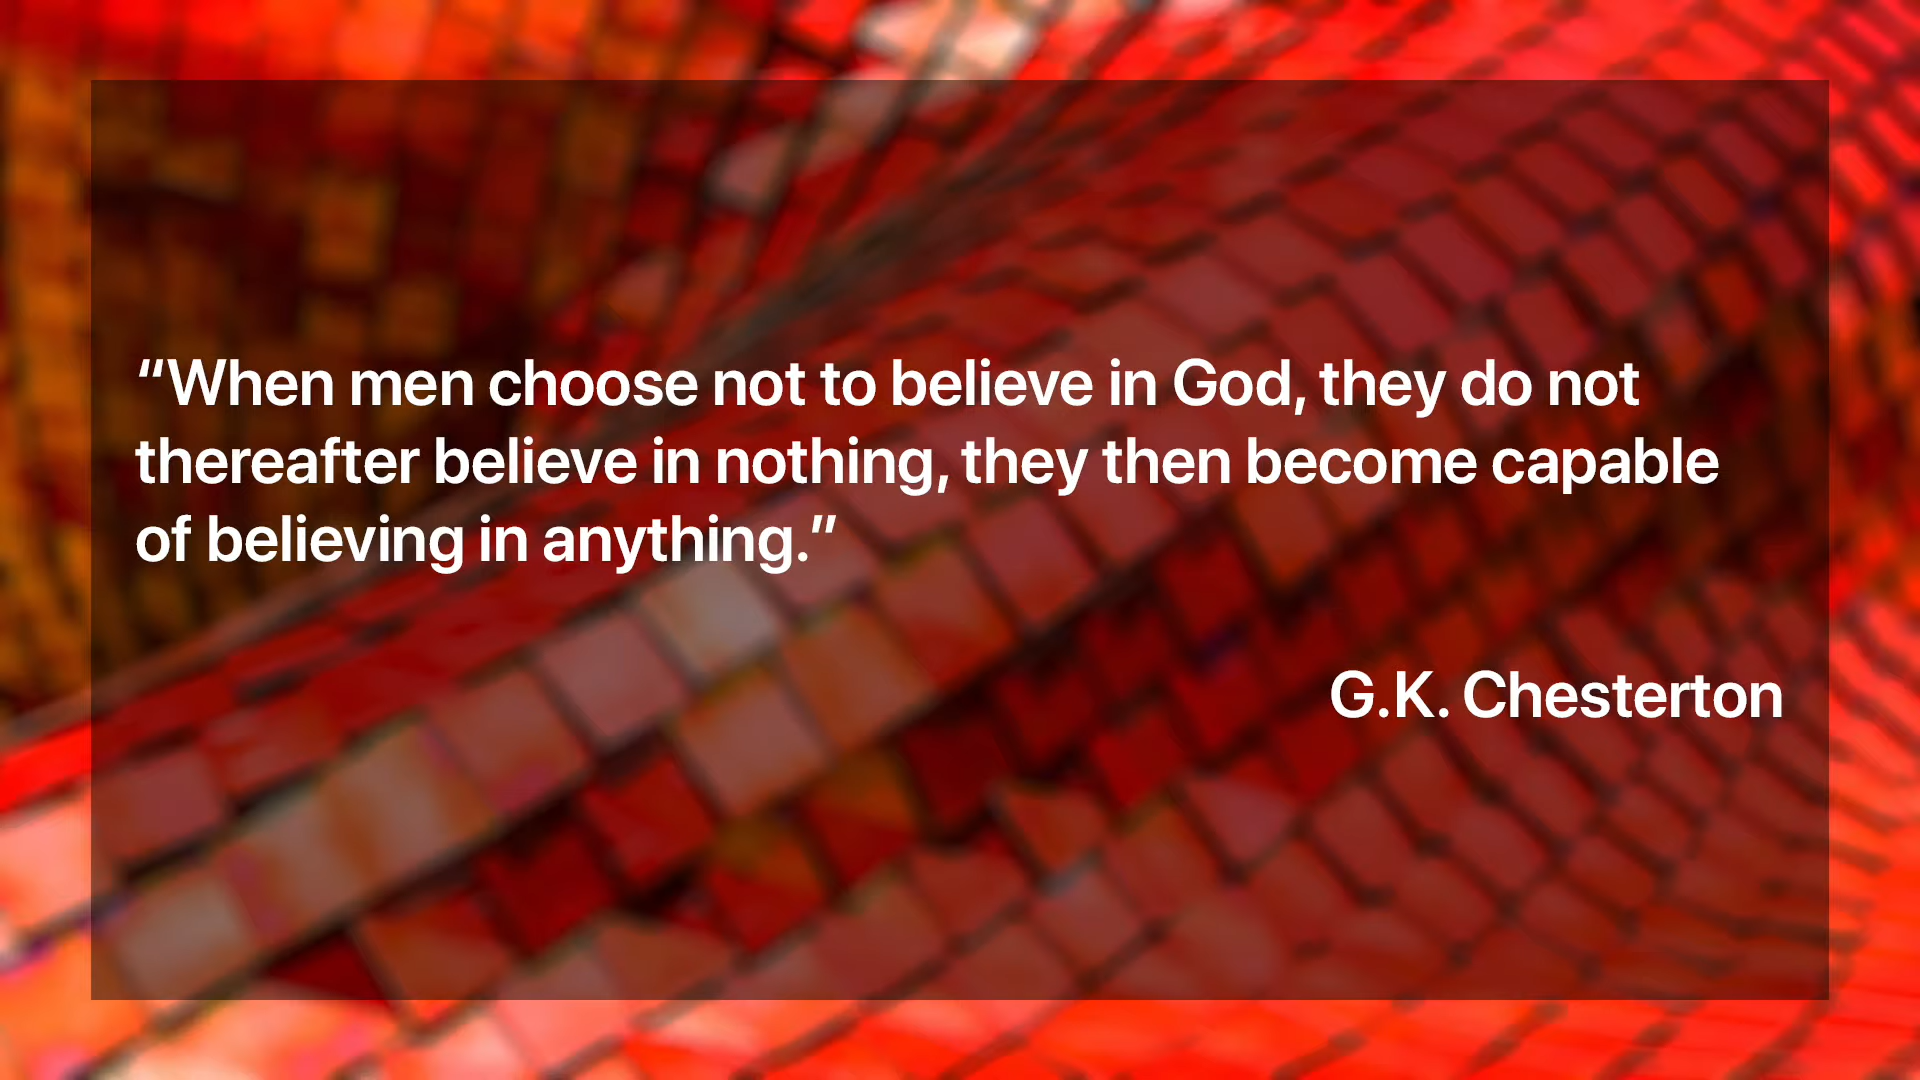 “When men choose not to believe in God, they do not
thereafter believe in nothing, they then become capable
of believing in anything.”
G.K. Chesterton